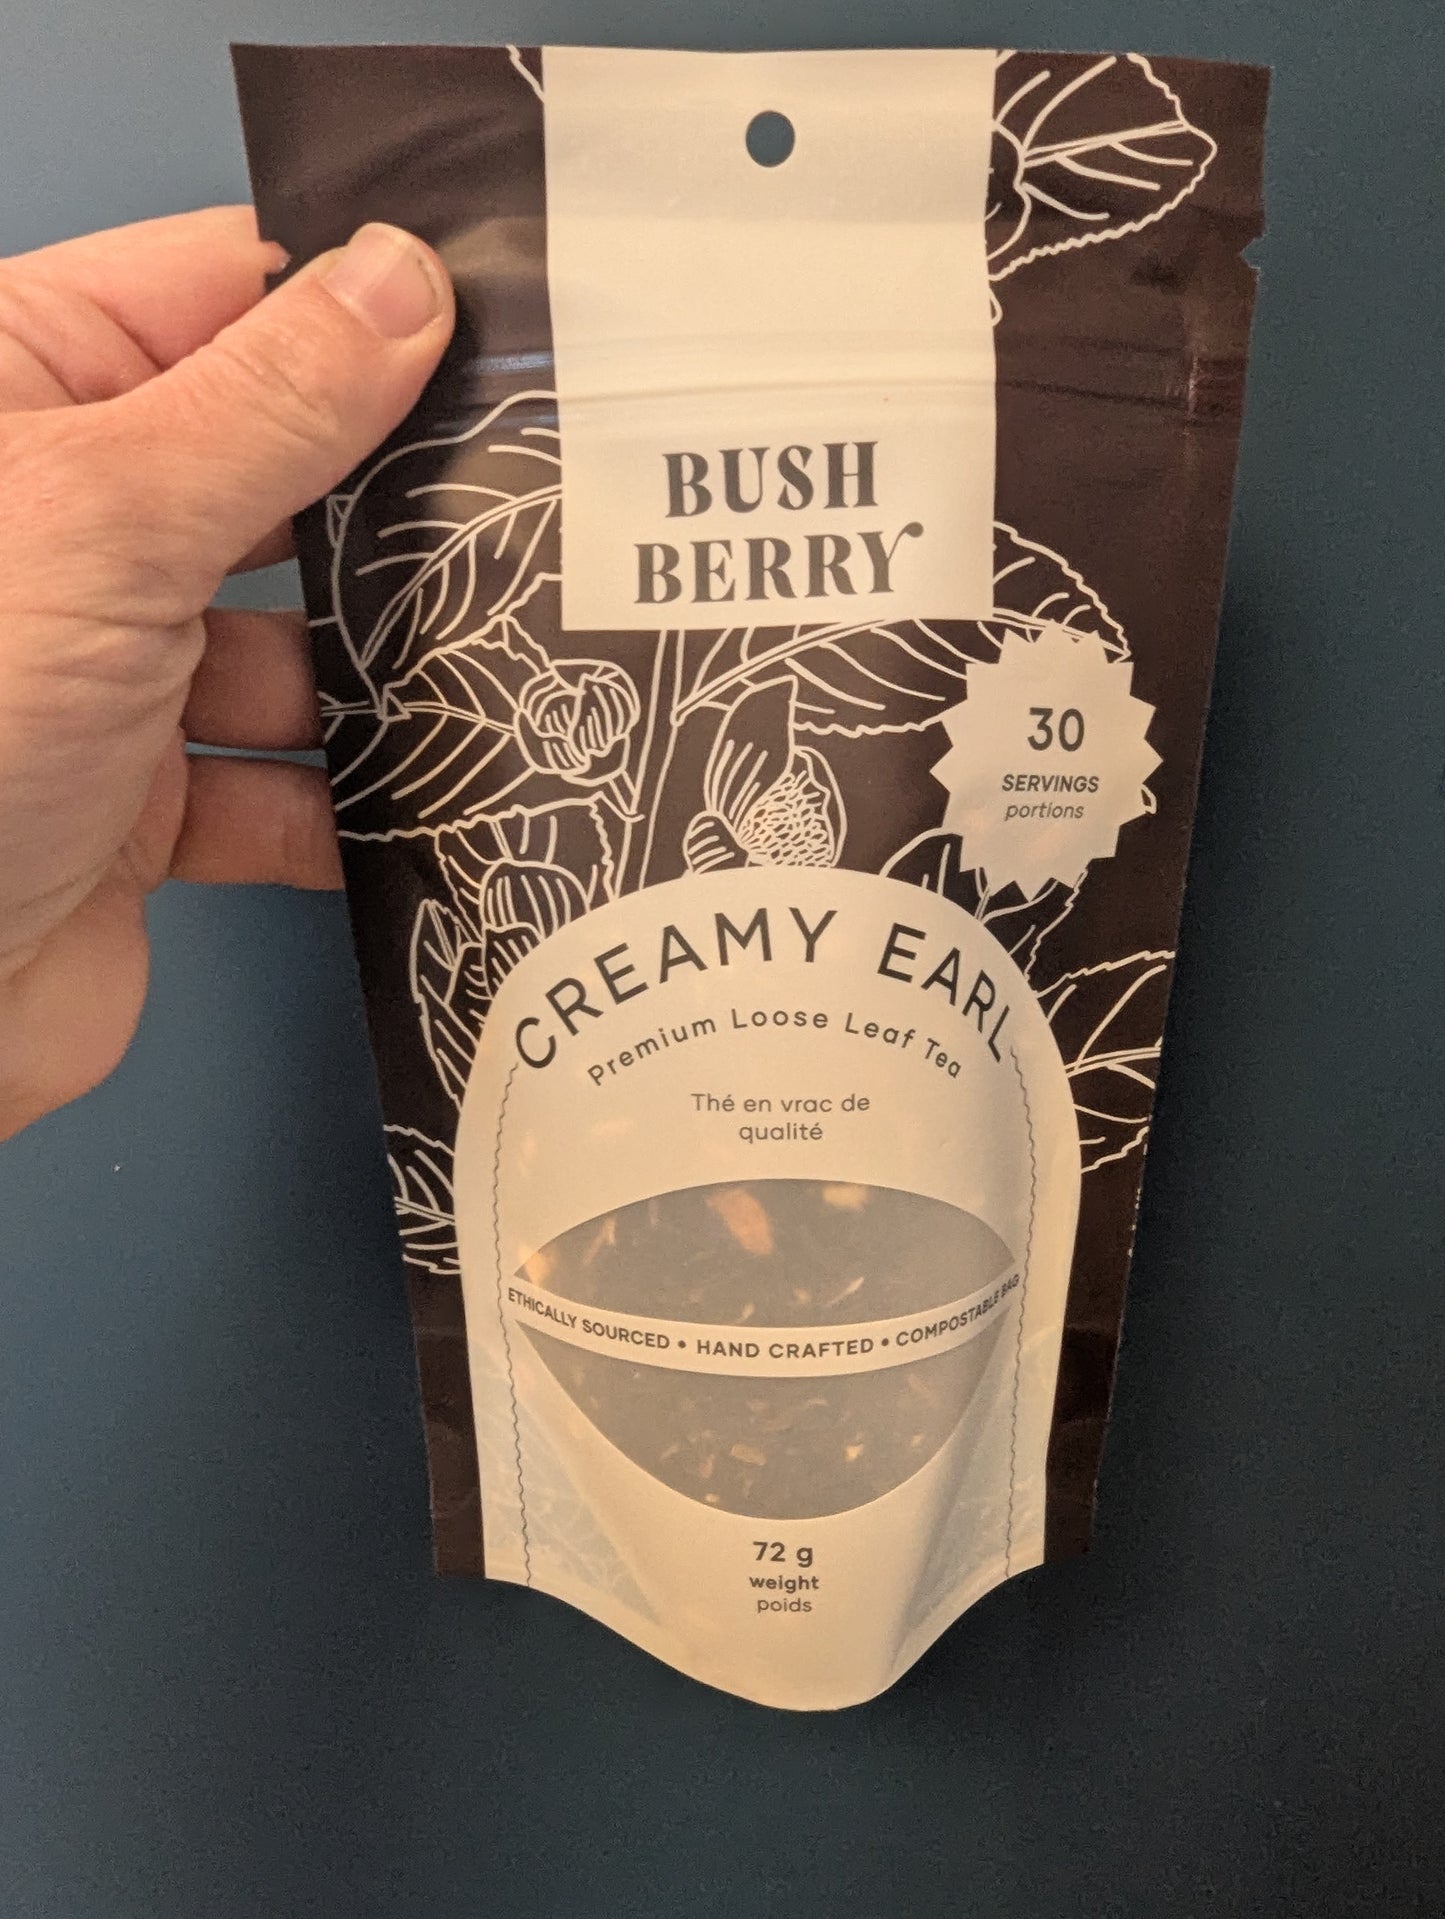 BUSH
BERRY
30
SERVINGS
portions
CREAMY EARL
Premium Loose Leaf Tea
Thé en vrac de
qualité
ETHICALLY SOURCED • HAND CRAFTED • COMPOSTABLE BAG
72 g
weight
poids